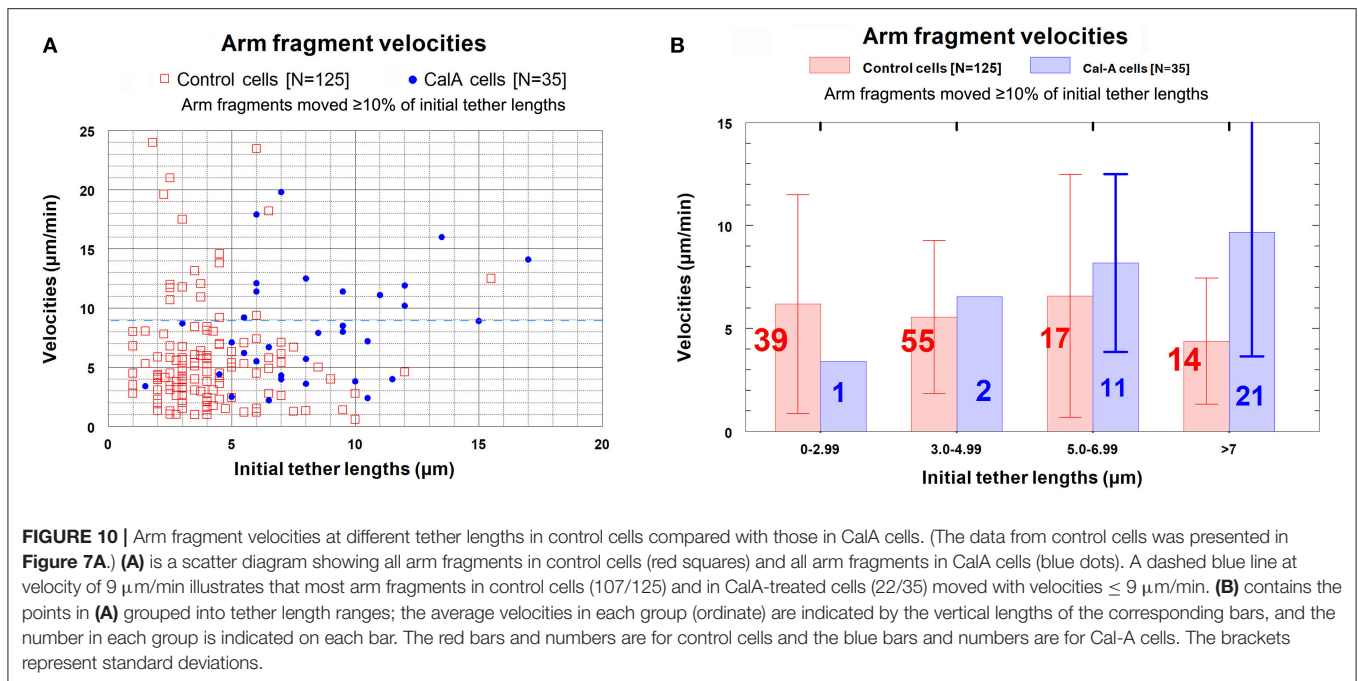 A
Arm fragment velocities
Control cells [N=125] CalA cells [N=35]
Arm fragments moved ≥10% of initial tether lengths
25
20
15
10
5
0
Velocities (µm/min)
0 5 10 15 20
Initial tether lengths (µm)
B
Arm fragment velocities
Control cells [N=125] Cal-A cells [N=35]
Arm fragments moved ≥10% of initial tether lengths
15
10
5
0
Velocities (µm/min)
39 1 55 2 17 11 14 21
0-2.99 3.0-4.99 5.0-6.99 >7
Initial tether lengths (µm)
FIGURE 10 | Arm fragment velocities at different tether lengths in control cells compared with those in CalA cells. (The data from control cells was presented in
Figure 7A.) (A) is a scatter diagram showing all arm fragments in control cells (red squares) and all arm fragments in CalA cells (blue dots). A dashed blue line at
velocity of 9 µm/min illustrates that most arm fragments in control cells (107/125) and in CalA-treated cells (22/35) moved with velocities ≤ 9 µm/min. (B) contains the
points in (A) grouped into tether length ranges; the average velocities in each group (ordinate) are indicated by the vertical lengths of the corresponding bars, and the
number in each group is indicated on each bar. The red bars and numbers are for control cells and the blue bars and numbers are for Cal-A cells. The brackets
represent standard deviations.